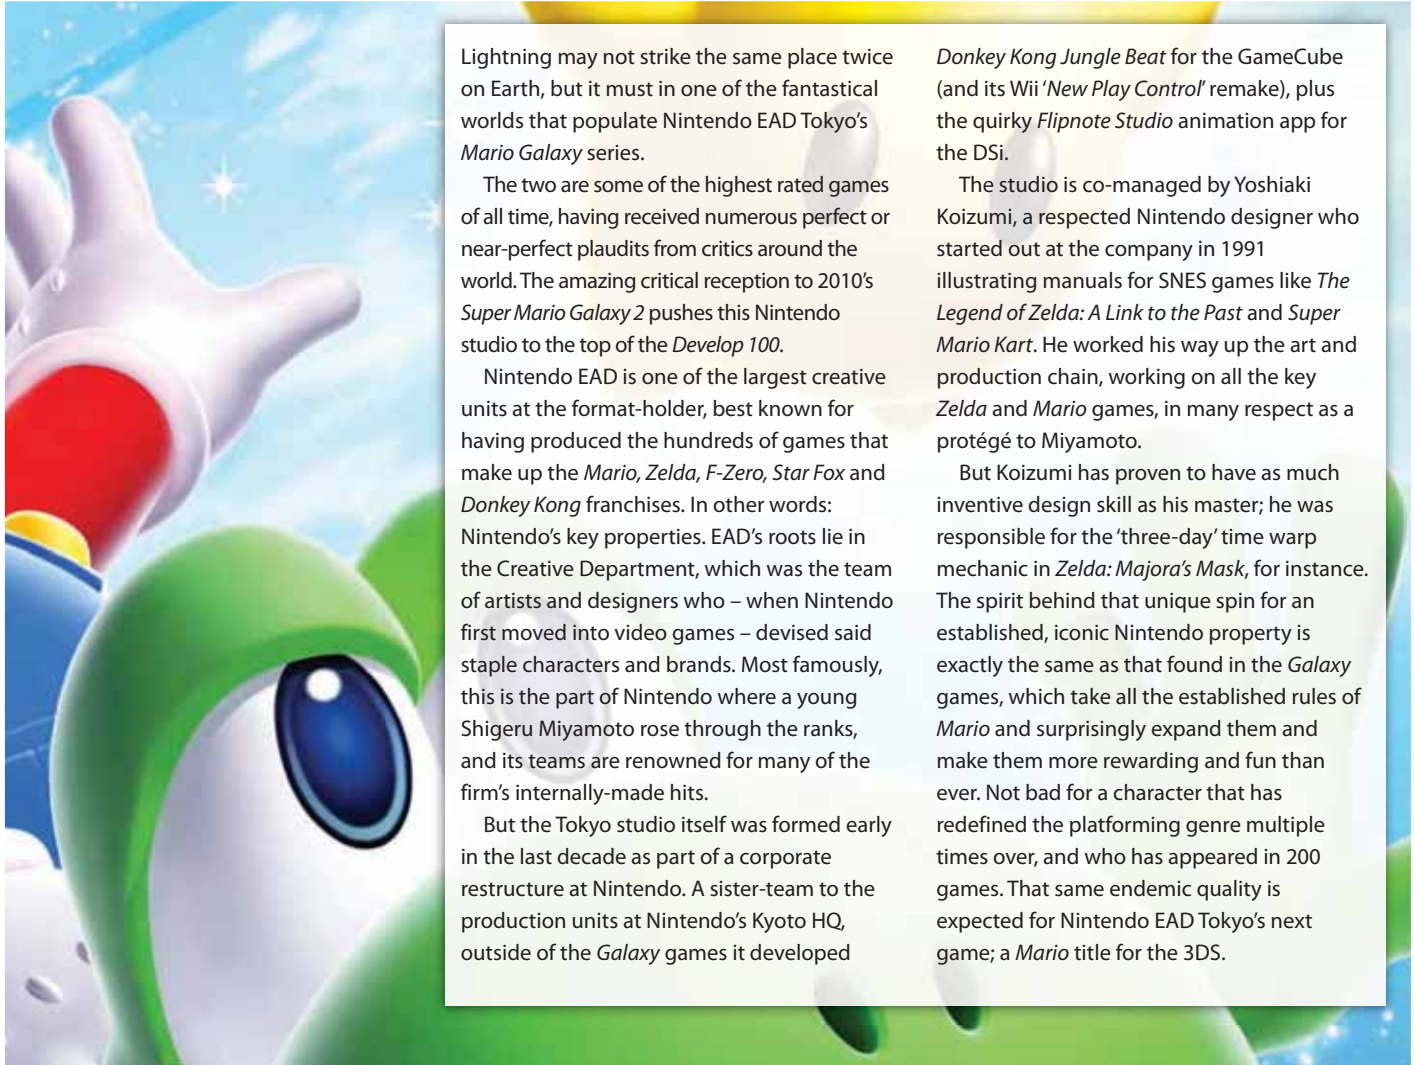 Lightning may not strike the same place twice
on Earth, but it must in one of the fantastical
worlds that populate Nintendo EAD Tokyo's
Mario Galaxy series.
The two are some of the highest rated games
of all time, having received numerous perfect or
near-perfect plaudits from critics around the
world. The amazing critical reception to 2010's
Super Mario Galaxy 2 pushes this Nintendo
studio to the top of the Develop 100.
Nintendo EAD is one of the largest creative
units at the format-holder, best known for
having produced the hundreds of games that
make up the Mario, Zelda, F-Zero, Star Fox and
Donkey Kong franchises. In other words:
Nintendo's key properties. EAD's roots lie in
the Creative Department, which was the team
of artists and designers who – when Nintendo
first moved into video games – devised said
staple characters and brands. Most famously,
this is the part of Nintendo where a young
Shigeru Miyamoto rose through the ranks,
and its teams are renowned for many of the
firm's internally-made hits.
But the Tokyo studio itself was formed early
in the last decade as part of a corporate
restructure at Nintendo. A sister-team to the
production units at Nintendo's Kyoto HQ,
outside of the Galaxy games it developed
Donkey Kong Jungle Beat for the GameCube
(and its Wii 'New Play Control' remake), plus
the quirky Flipnote Studio animation app for
the DSi.
The studio is co-managed by Yoshiaki
Koizumi, a respected Nintendo designer who
started out at the company in 1991
illustrating manuals for SNES games like The
Legend of Zelda: A Link to the Past and Super
Mario Kart. He worked his way up the art and
production chain, working on all the key
Zelda and Mario games, in many respect as a
protégé to Miyamoto.
But Koizumi has proven to have as much
inventive design skill as his master; he was
responsible for the 'three-day' time warp
mechanic in Zelda: Majora's Mask, for instance.
The spirit behind that unique spin for an
established, iconic Nintendo property is
exactly the same as that found in the Galaxy
games, which take all the established rules of
Mario and surprisingly expand them and
make them more rewarding and fun than
ever. Not bad for a character that has
redefined the platforming genre multiple
times over, and who has appeared in 200
games. That same endemic quality is
expected for Nintendo EAD Tokyo's next
game; a Mario title for the 3DS.